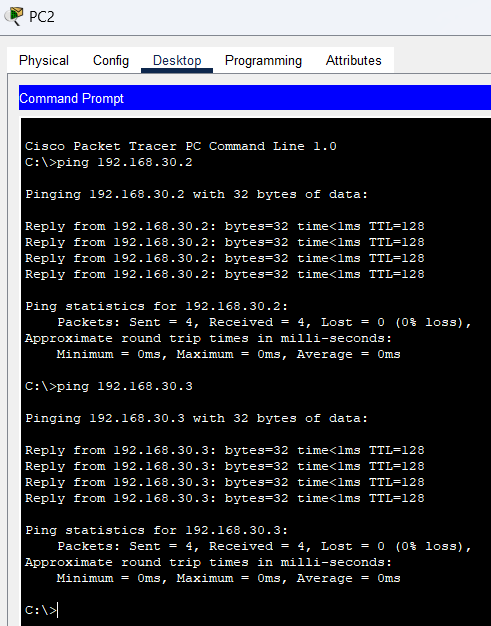 PC2
Physical Config Desktop Programming Attributes
Command Prompt
Cisco Packet Tracer PC Command Line 1.0
C:\>ping 192.168.30.2
Pinging 192.168.30.2 with 32 bytes of data:
Reply from 192.168.30.2: bytes=32 time<1ms TTL=128
Reply from 192.168.30.2: bytes=32 time<1ms TTL=128
Reply from 192.168.30.2: bytes=32 time<1ms TTL=128
Reply from 192.168.30.2: bytes=32 time<1ms TTL=128
Ping statistics for 192.168.30.2:
Packets: Sent = 4, Received = 4, Lost = 0 (0% loss),
Approximate round trip times in milli-seconds:
Minimum = 0ms, Maximum = 0ms, Average = 0ms
C:\>ping 192.168.30.3
Pinging 192.168.30.3 with 32 bytes of data:
Reply from 192.168.30.3: bytes=32 time<1ms TTL=128
Reply from 192.168.30.3: bytes=32 time<1ms TTL=128
Reply from 192.168.30.3: bytes=32 time<1ms TTL=128
Reply from 192.168.30.3: bytes=32 time<1ms TTL=128
Ping statistics for 192.168.30.3:
Packets: Sent = 4, Received = 4, Lost = 0 (0% loss),
Approximate round trip times in milli-seconds:
Minimum = 0ms, Maximum = 0ms, Average = 0ms
C:\>